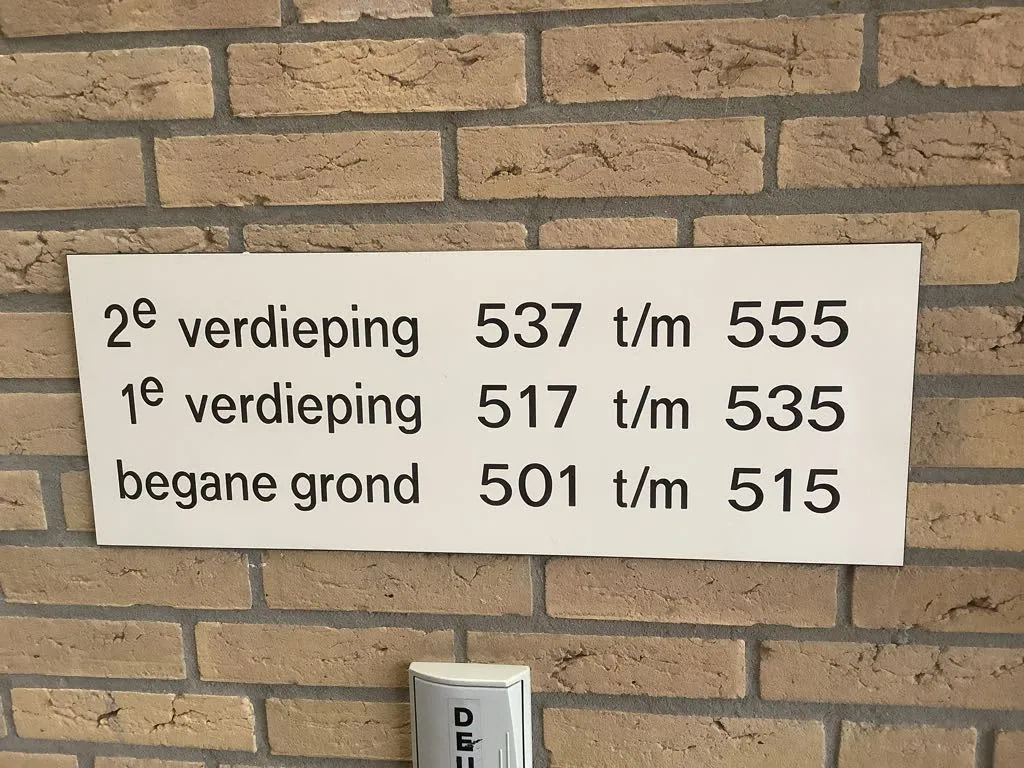 2e verdieping 537 t/m 555
1e verdieping 517 t/m 535
begane grond 501 t/m 515